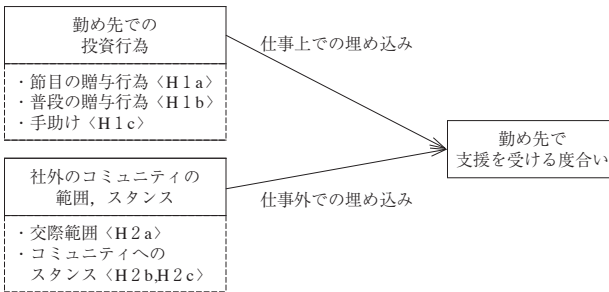 勤め先での
投資行為
・節目の贈与行為〈H1a〉
・普段の贈与行為〈H1b〉
・手助け〈H1c〉
仕事上での埋め込み
勤め先で
支援を受ける度合い
社外のコミュニティの
範囲，スタンス
仕事外での埋め込み
・交際範囲〈H2a〉
・コミュニティへの
スタンス〈H2b,H2c〉